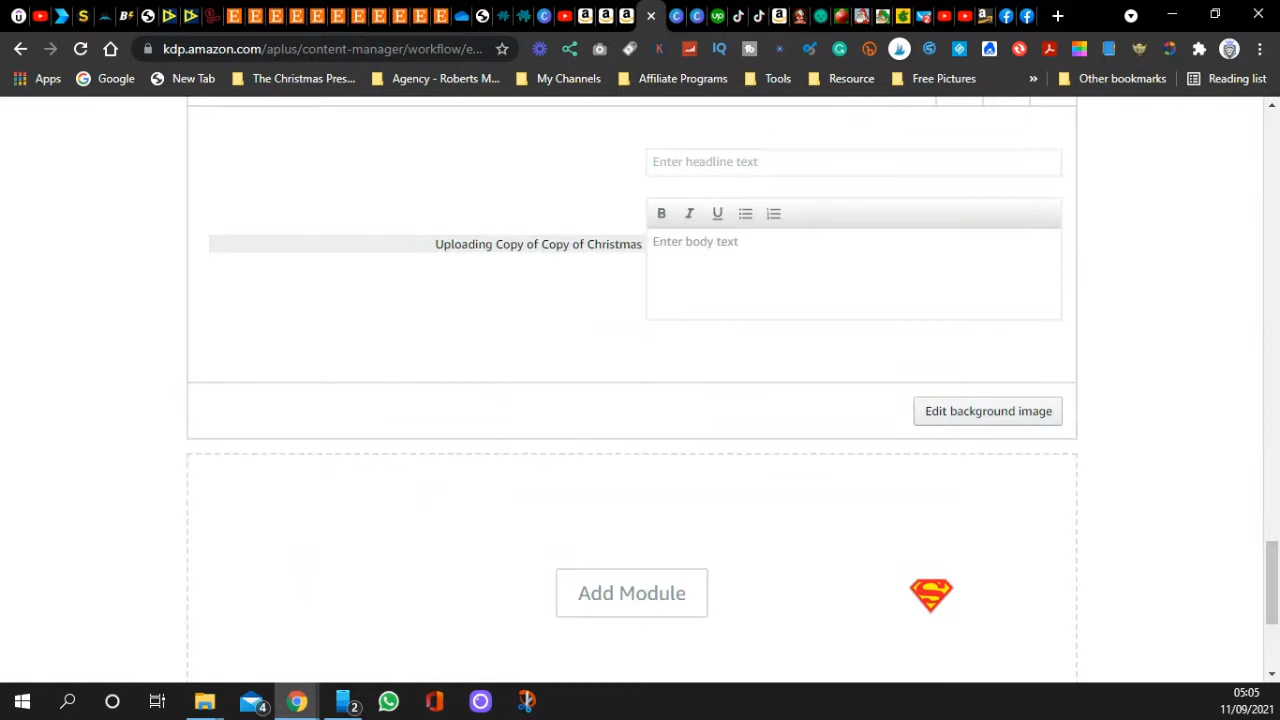 kdp.amazon.com/aplus/content-manager/workflow/e...
Apps
Google
New Tab
The Christmas Pres...
Agency - Roberts M...
My Channels
Affiliate Programs
Tools
Resource
Free Pictures
»
Other bookmarks
Reading list
Enter headline text
B I U
Uploading Copy of Copy of Christmas
Enter body text
Edit background image
Add Module
4
2
05:05
11/09/2021